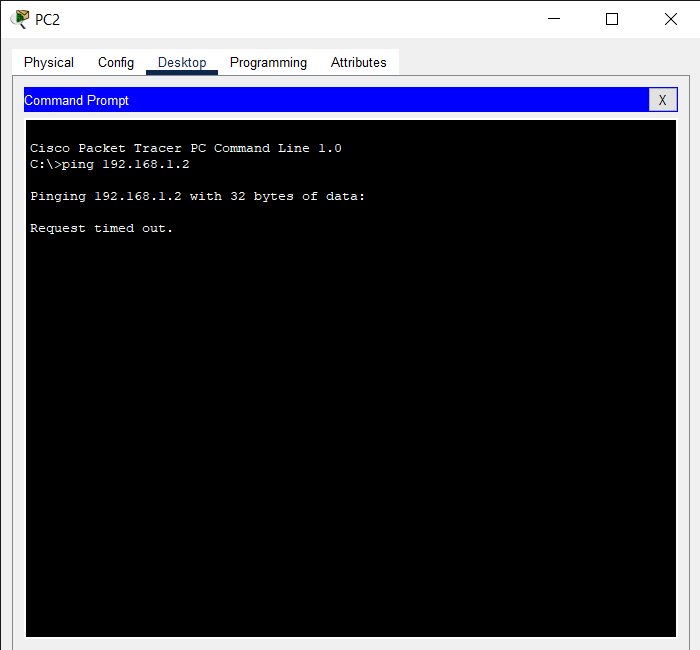 PC2
Physical Config Desktop Programming Attributes
Command Prompt X
Cisco Packet Tracer PC Command Line 1.0
C:\>ping 192.168.1.2
Pinging 192.168.1.2 with 32 bytes of data:
Request timed out.